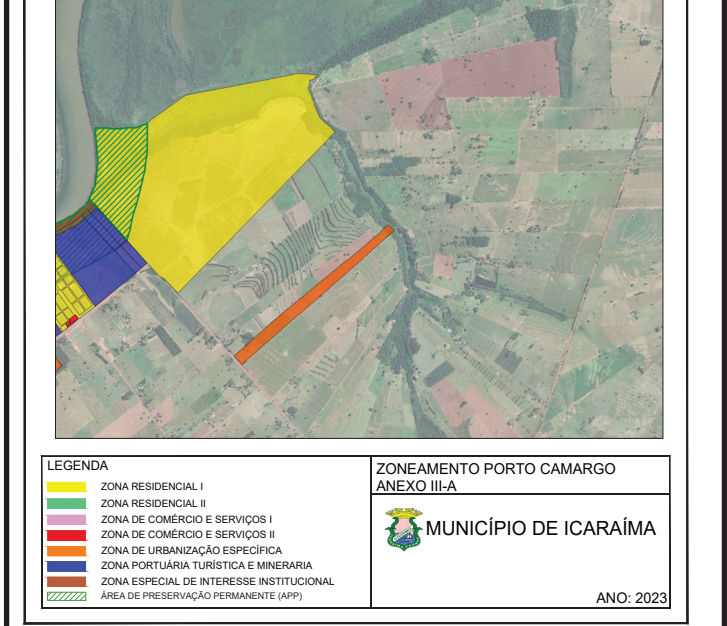 LEGENDA
ZONA RESIDENCIAL I
ZONA RESIDENCIAL II
ZONA DE COMÉRCIO E SERVIÇOS I
ZONA DE COMÉRCIO E SERVIÇOS II
ZONA DE URBANIZAÇÃO ESPECÍFICA
ZONA PORTUÁRIA TURÍSTICA E MINERARIA
ZONA ESPECIAL DE INTERESSE INSTITUCIONAL
ÁREA DE PRESERVAÇÃO PERMANENTE (APP)
ZONEAMENTO PORTO CAMARGO
ANEXO III-A
MUNICÍPIO DE ICARAÍMA
ANO: 2023